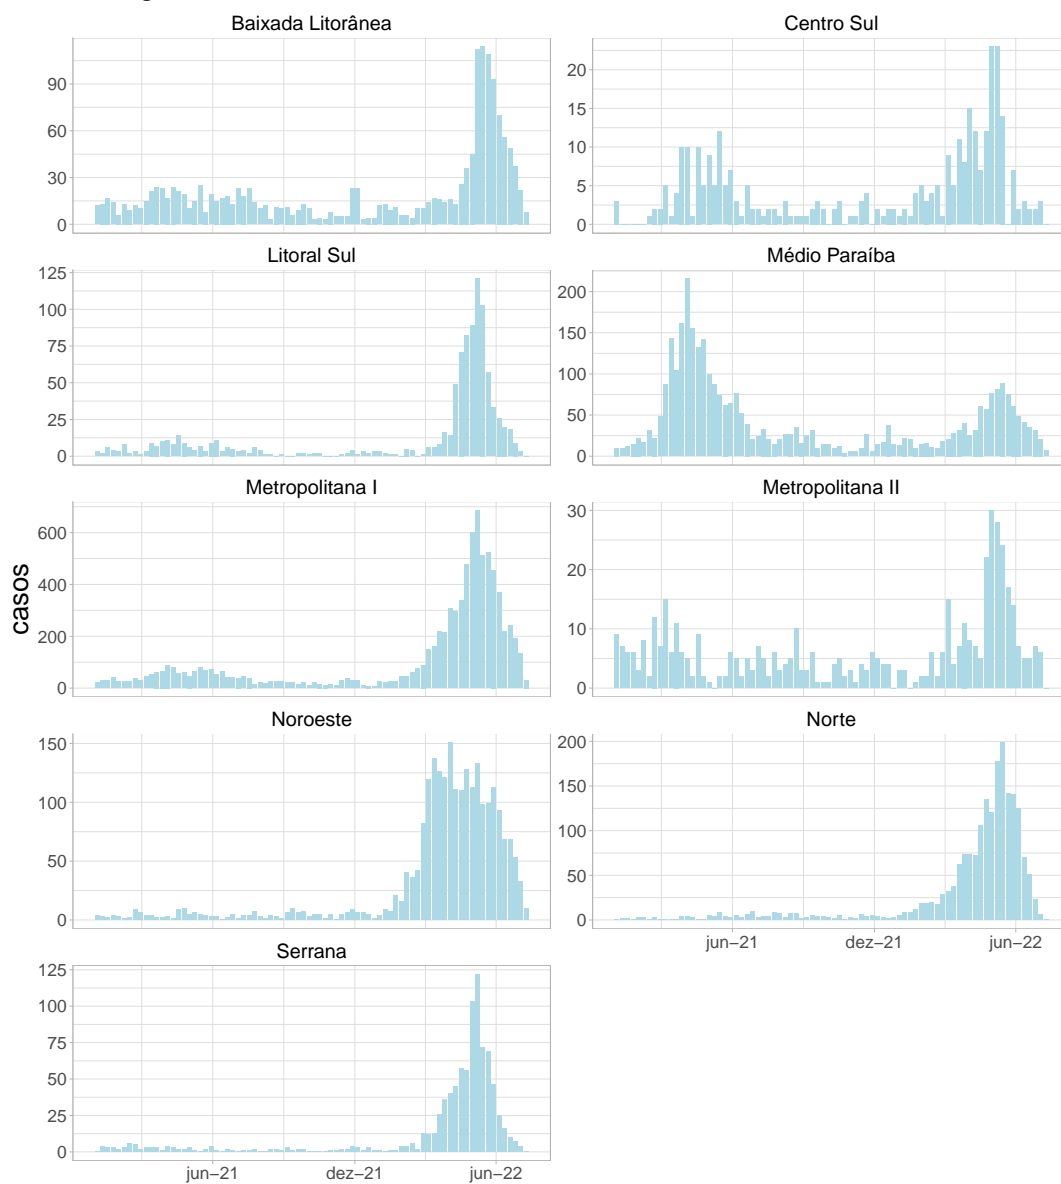 Baixada Litorânea
Centro Sul
90
60
30
0
20
15
10
5
0
Litoral Sul
Médio Paraíba
125
100
75
50
25
0
200
150
100
50
0
Metropolitana I
Metropolitana II
600
400
200
0
30
20
10
0
casos
Noroeste
Norte
150
100
50
0
200
150
100
50
0
jun−21
dez−21
jun−22
Serrana
125
100
75
50
25
0
jun−21
dez−21
jun−22